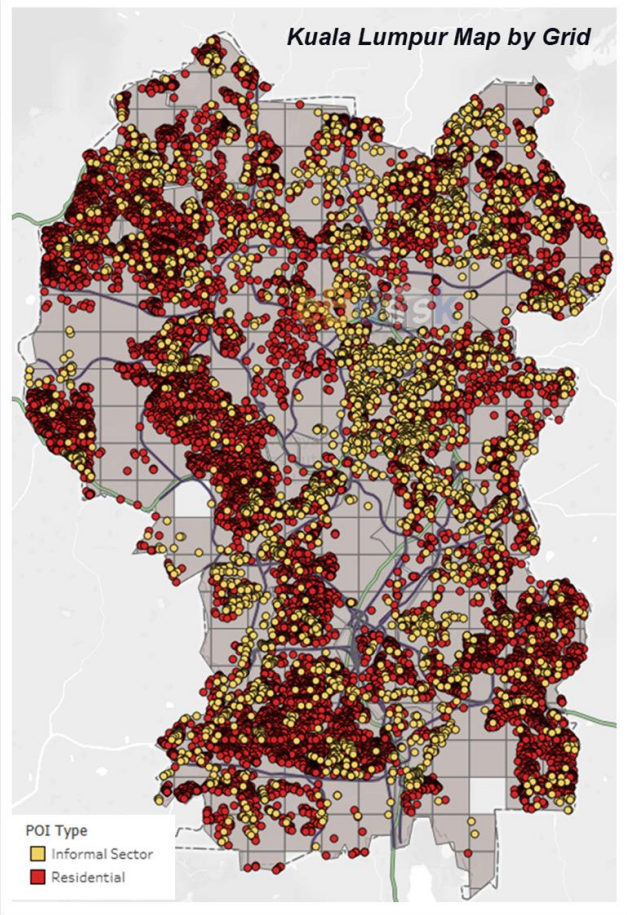 Kuala Lumpur Map by Grid
POI Type
Informal Sector
Residential